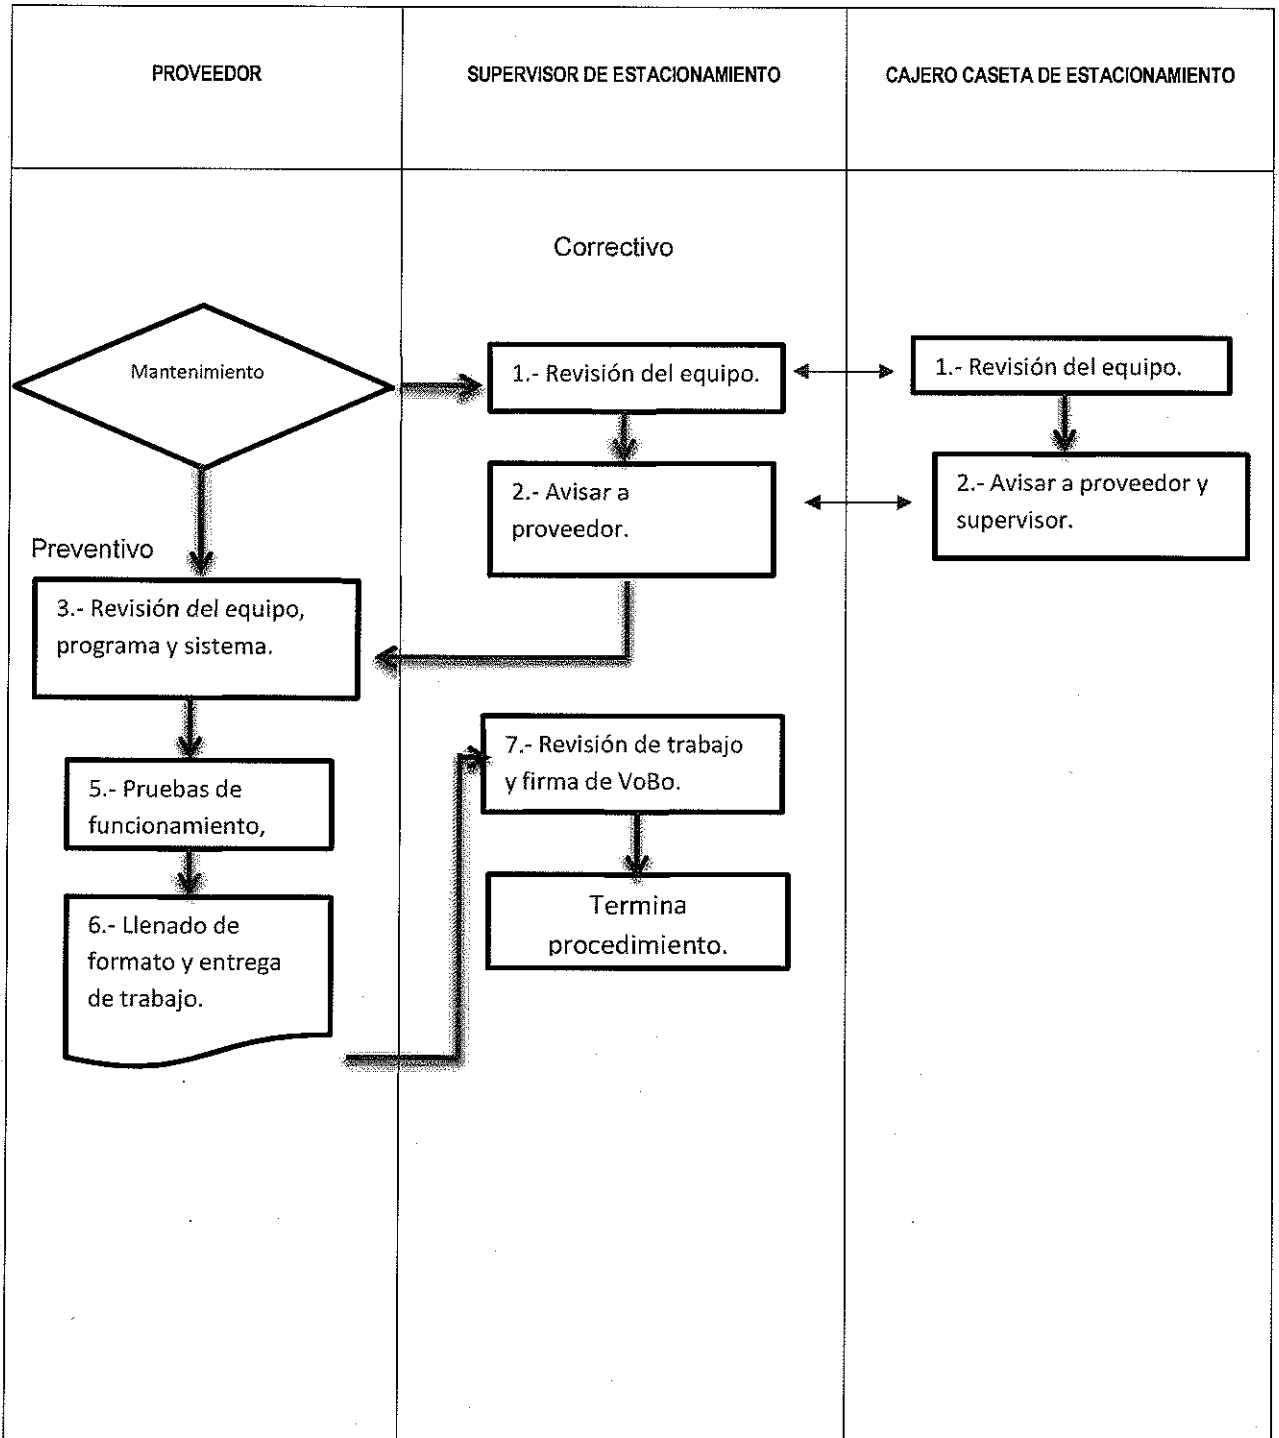 PROVEEDOR
SUPERVISOR DE ESTACIONAMIENTO
CAJERO CASETA DE ESTACIONAMIENTO
Correctivo
Mantenimiento
1.- Revisión del equipo.
1.- Revisión del equipo.
2.- Avisar a
proveedor.
2.- Avisar a proveedor y
supervisor.
Preventivo
3.- Revisión del equipo,
programa y sistema.
5.- Pruebas de
funcionamiento,
6.- Llenado de
formato y entrega
de trabajo.
7.- Revisión de trabajo
y firma de VoBo.
Termina
procedimiento.